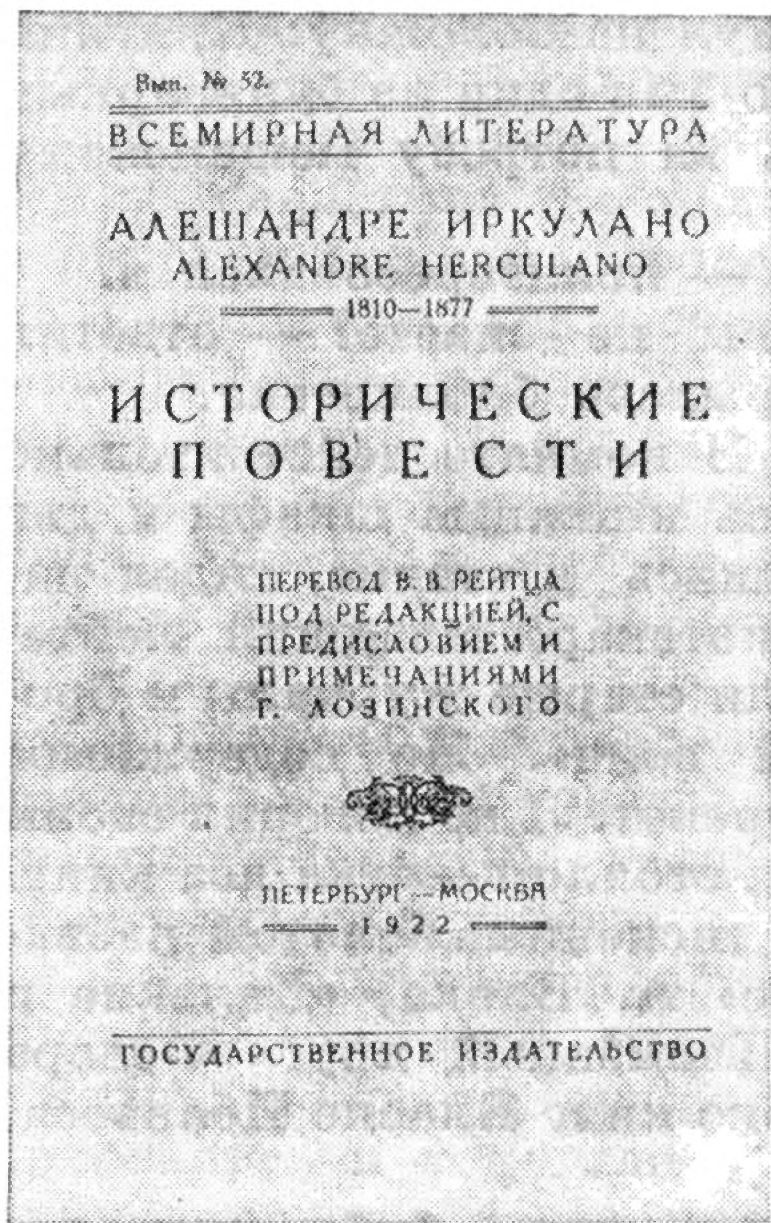 Вып. № 52.
ВСЕМИРНАЯ ЛИТЕРАТУРА
АЛЕШАНДРЕ ИРКУЛАНО
ALEXANDRE HERCULANO
1810—1877
ИСТОРИЧЕСКИЕ
ПОВЕСТИ
ПЕРЕВОД В. В. РЕЙТЦА
ПОД РЕДАКЦИЕЙ, С
ПРЕДИСЛОВИЕМ И
ПРИМЕЧАНИЯМИ
Г. ЛОЗИНСКОГО
ПЕТЕРБУРГ—МОСКВА
1922
ГОСУДАРСТВЕННОЕ ИЗДАТЕЛЬСТВО